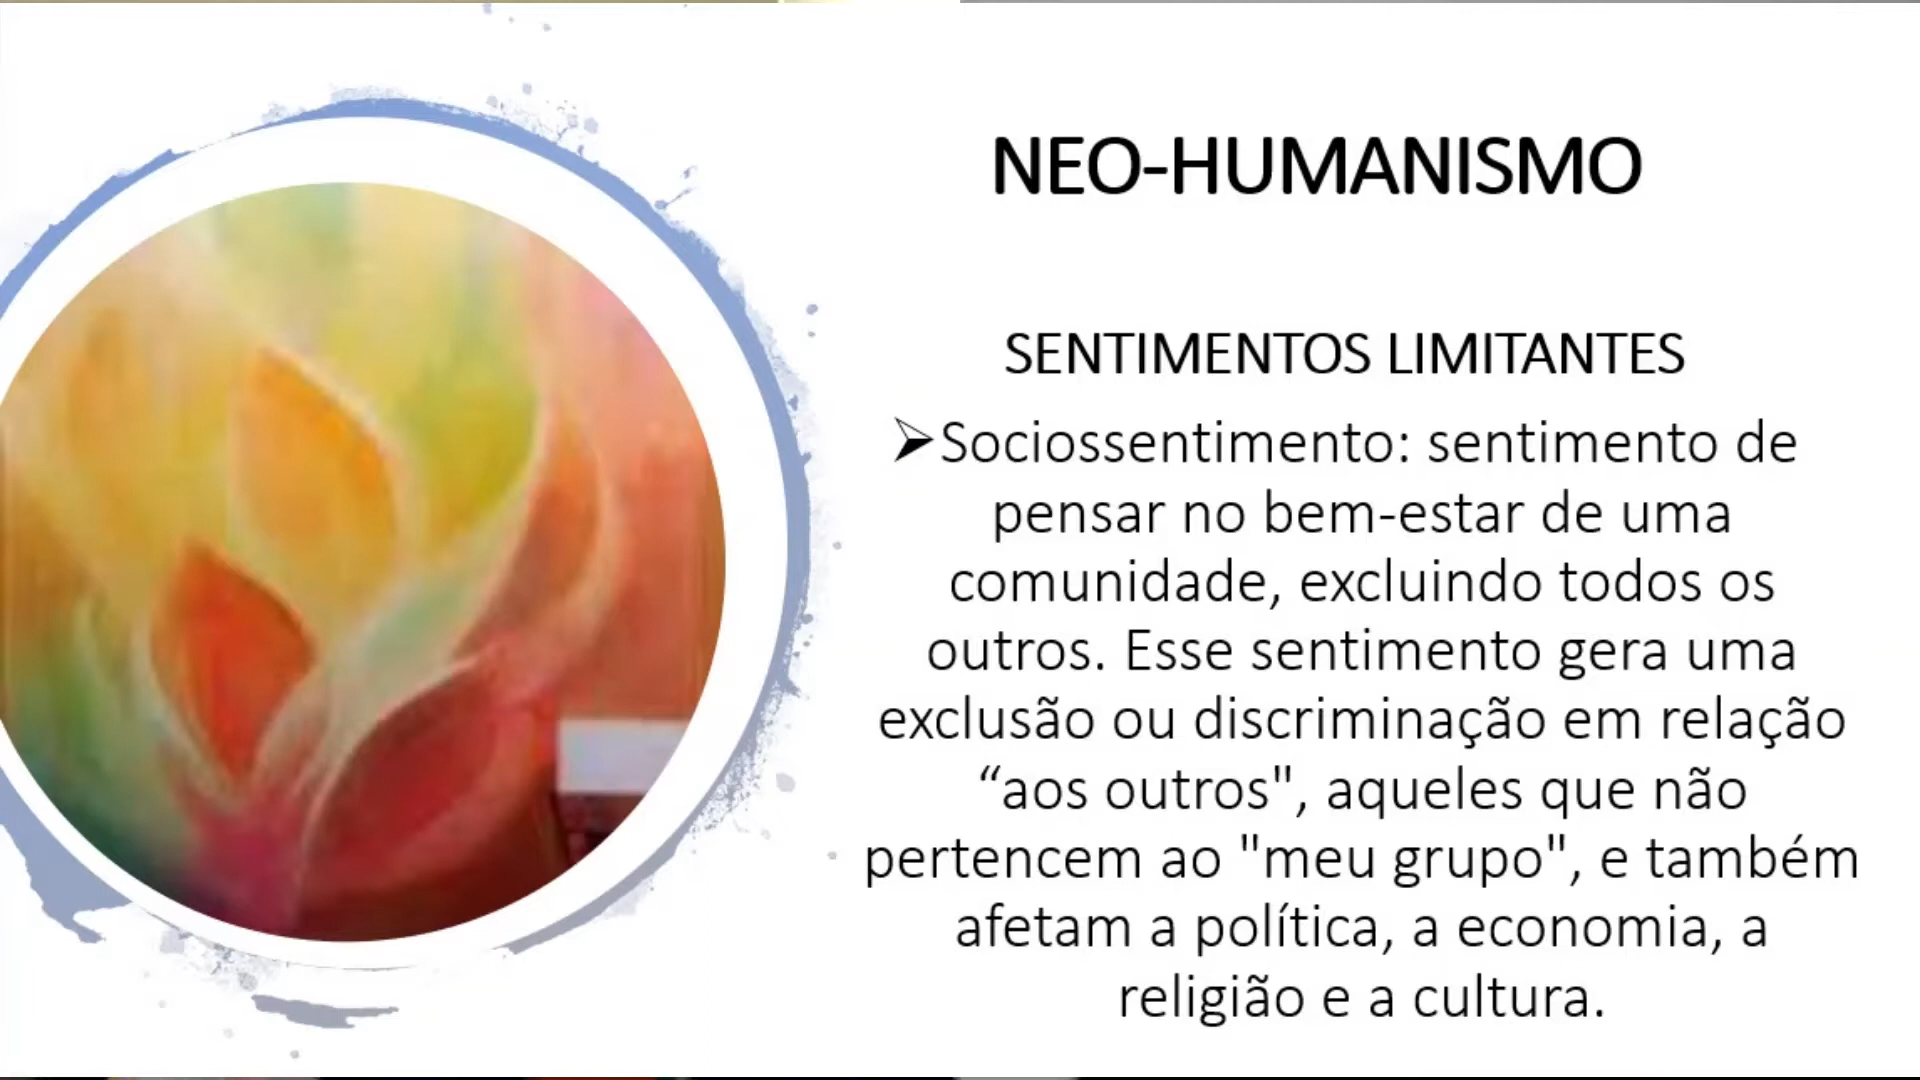 NEO-HUMANISMO
SENTIMENTOS LIMITANTES
➢Sociossentimento: sentimento de
pensar no bem-estar de uma
comunidade, excluindo todos os
outros. Esse sentimento gera uma
exclusão ou discriminação em relação
“aos outros", aqueles que não
pertencem ao "meu grupo", e também
afetam a política, a economia, a
religião e a cultura.